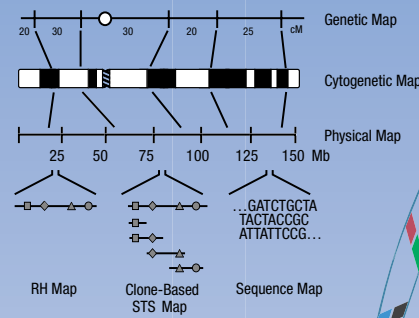 Genetic Map
20 30 30 20 25 cM
Cytogenetic Map
Physical Map
25 50 75 100 125 150 Mb
...GATCTGCTA
TACTACCGC
ATTATTCCG...
RH Map
Clone-Based
STS Map
Sequence Map